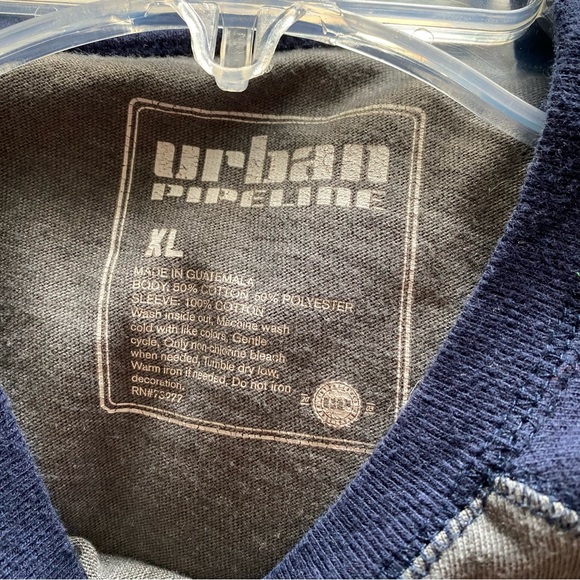 urban
PIPELINE
XL
MADE IN GUATEMALA
BODY: 50% COTTON, 50% POLYESTER
SLEEVE: 100% COTTON
Wash inside out, Machine wash
cold with like colors, Gentle
cycle, Only non-chlorine bleach
when needed, Tumble dry low,
Warm iron if needed, Do not iron
decoration.
RN#73277